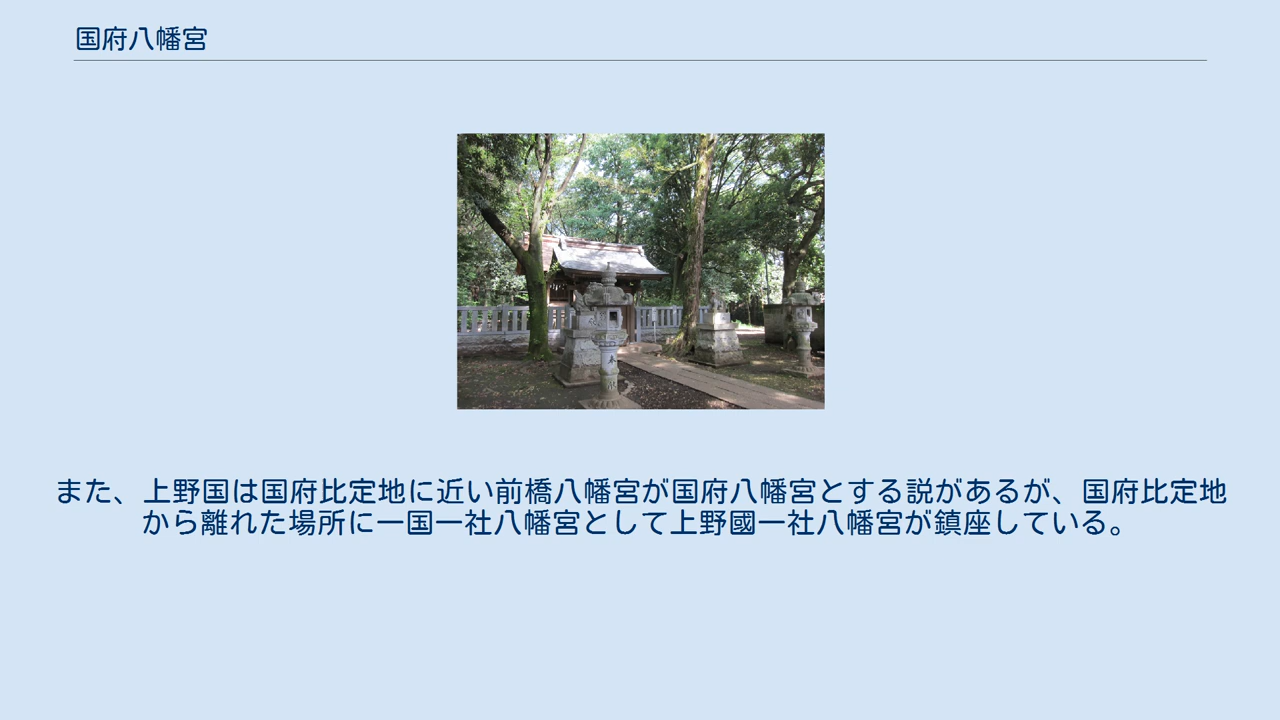 国府八幡宮
また、上野国は国府比定地に近い前橋八幡宮が国府八幡宮とする説があるが、国府比定地
から離れた場所に一国一社八幡宮として上野國一社八幡宮が鎮座している。